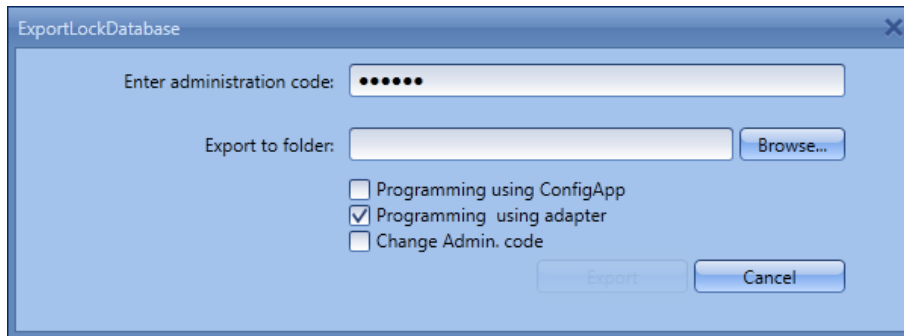 ExportLockDatabase
Enter administration code: ••••••
Export to folder: Browse...
Programming using ConfigApp
Programming  using adapter
Change Admin. code
Export Cancel